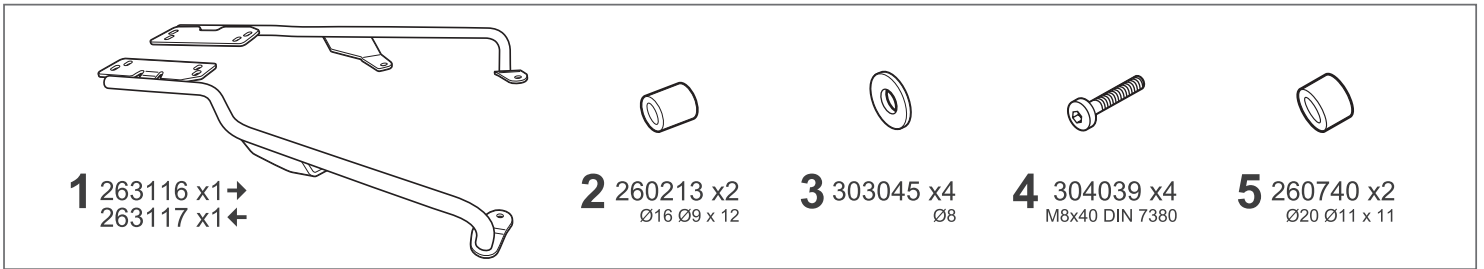 1 263116 x1➔
263117 x1←
2 260213 x2
Ø16 Ø9 x 12
3 303045 x4
Ø8
4 304039 x4
M8x40 DIN 7380
5 260740 x2
Ø20 Ø11 x 11